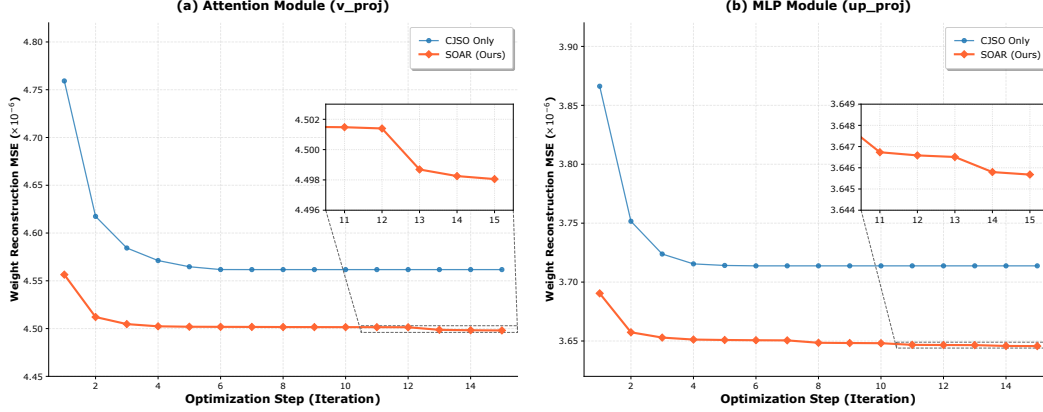 (a) Attention Module (v_proj)
Weight Reconstruction MSE (×10⁻⁶)
4.80
4.75
4.70
4.65
4.60
4.55
4.50
4.45
CJSO Only
SOAR (Ours)
4.502
4.500
4.498
4.496
11 12 13 14 15
2 4 6 8 10 12 14
Optimization Step (Iteration)
(b) MLP Module (up_proj)
Weight Reconstruction MSE (×10⁻⁶)
3.90
3.85
3.80
3.75
3.70
3.65
CJSO Only
SOAR (Ours)
3.649
3.648
3.647
3.646
3.645
3.644
11 12 13 14 15
2 4 6 8 10 12 14
Optimization Step (Iteration)